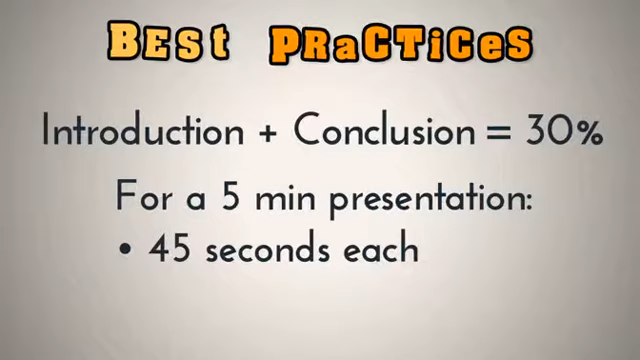 BEST PRaCTiCeS
Introduction + Conclusion = 30%
For a 5 min presentation:
• 45 seconds each